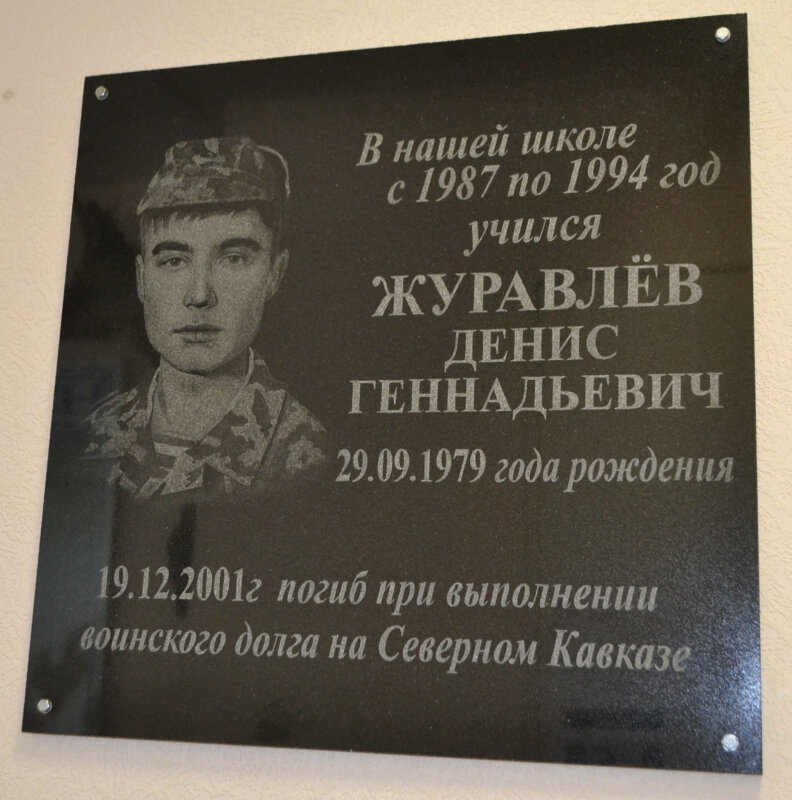 В нашей школе
с 1987 по 1994 год
учился
ЖУРАВЛЁВ
ДЕНИС
ГЕННАДЬЕВИЧ
29.09.1979 года рождения
19.12.2001г погиб при выполнении
воинского долга на Северном Кавказе